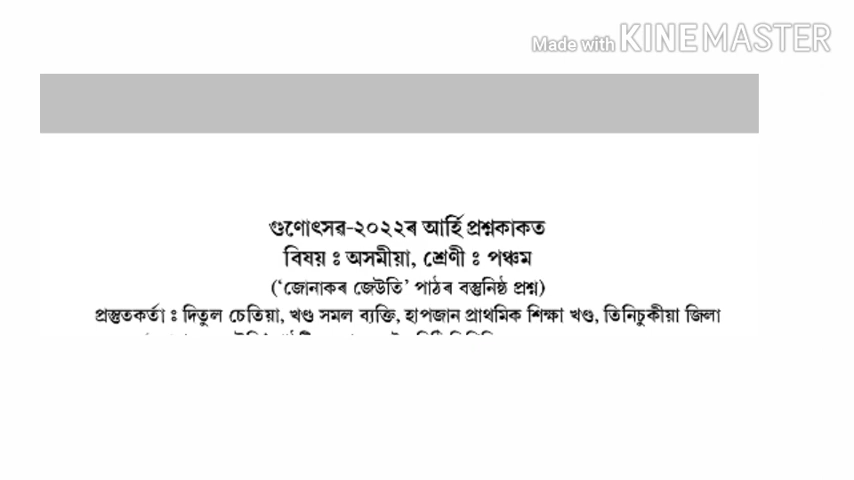 Made with KINEMASTER
গুণোৎসৱ-২০২২ৰ আৰ্হি প্ৰশ্নকাকত
বিষয় ঃ অসমীয়া, শ্ৰেণী ঃ পঞ্চম
(‘জোনাকৰ জেউতি’ পাঠৰ বস্তুনিষ্ঠ প্ৰশ্ন)
প্ৰস্তুতকৰ্তা ঃ দিতুল চেতিয়া, খণ্ড সমল ব্যক্তি, হাপজান প্ৰাথমিক শিক্ষা খণ্ড, তিনিচুকীয়া জিলা